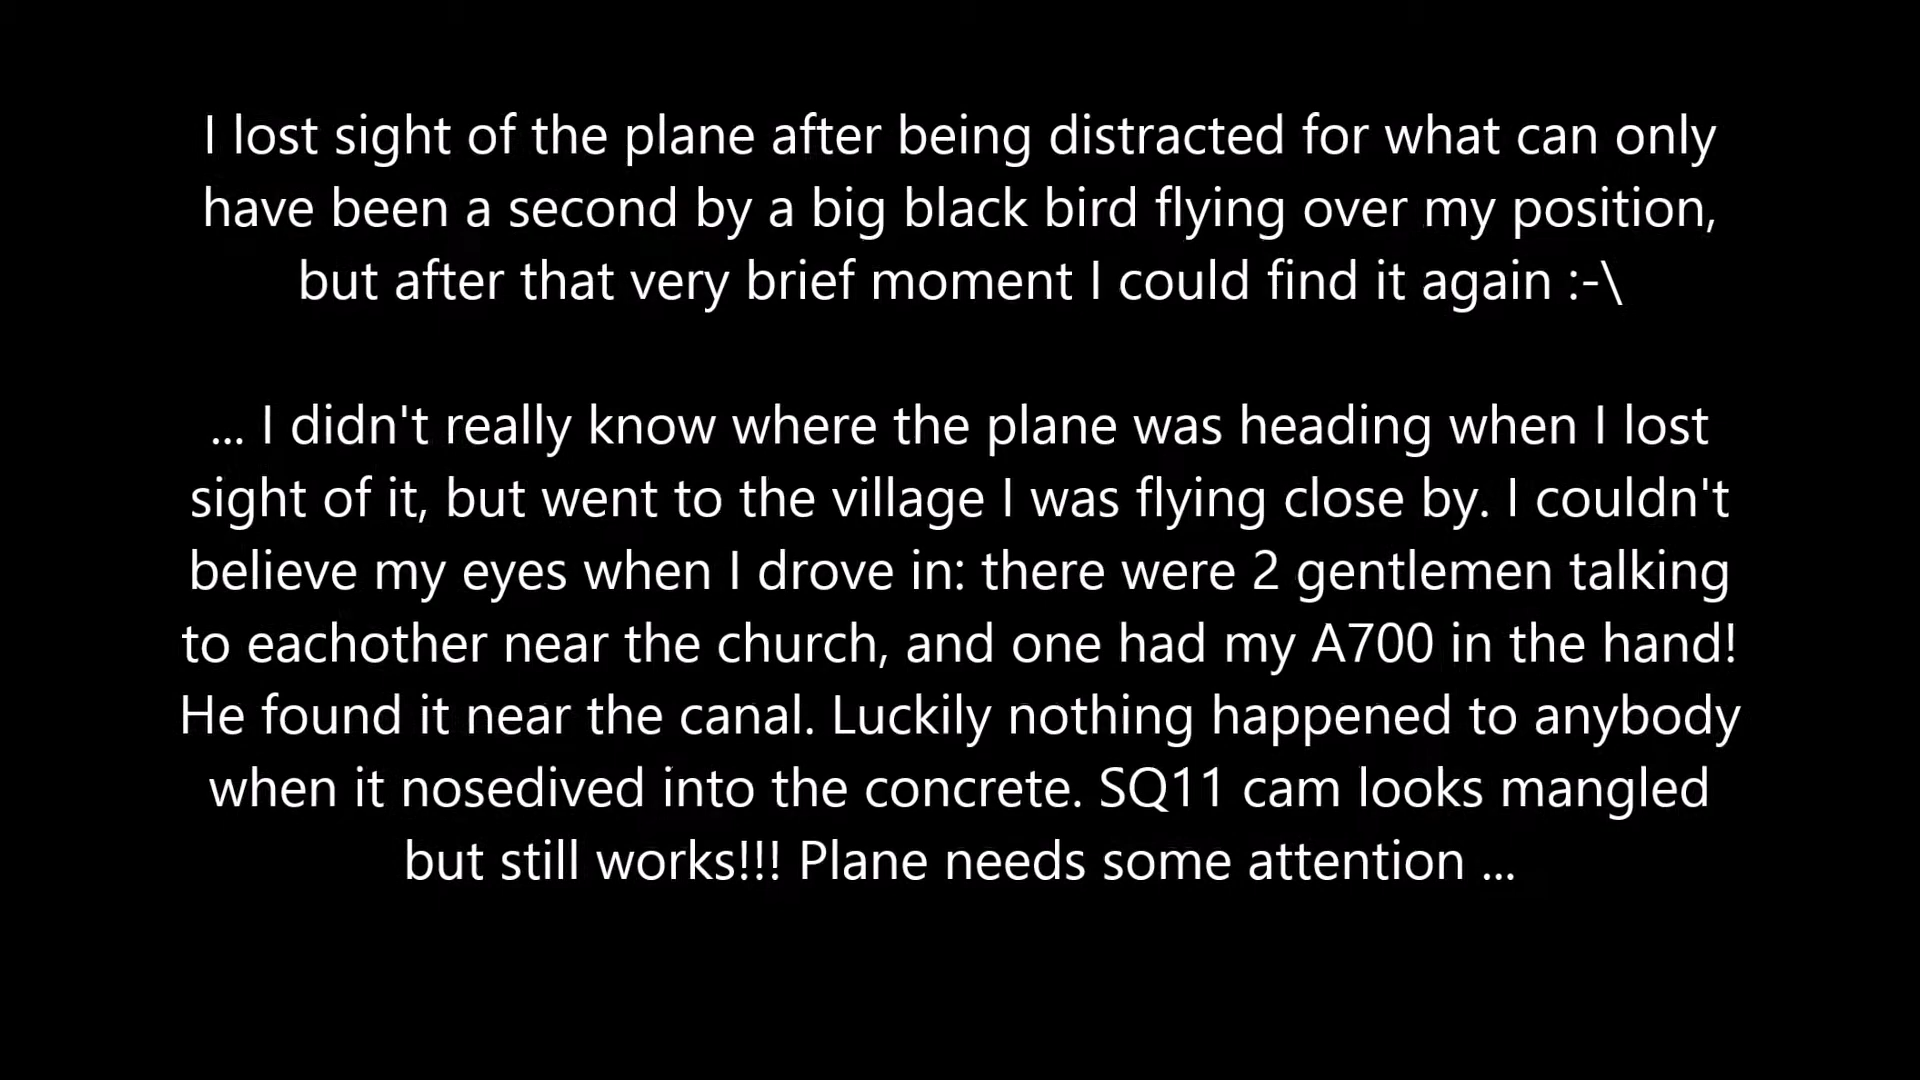 I lost sight of the plane after being distracted for what can only
have been a second by a big black bird flying over my position,
but after that very brief moment I could find it again :-\
... I didn't really know where the plane was heading when I lost
sight of it, but went to the village I was flying close by. I couldn't
believe my eyes when I drove in: there were 2 gentlemen talking
to eachother near the church, and one had my A700 in the hand!
He found it near the canal. Luckily nothing happened to anybody
when it nosedived into the concrete. SQ11 cam looks mangled
but still works!!! Plane needs some attention ...